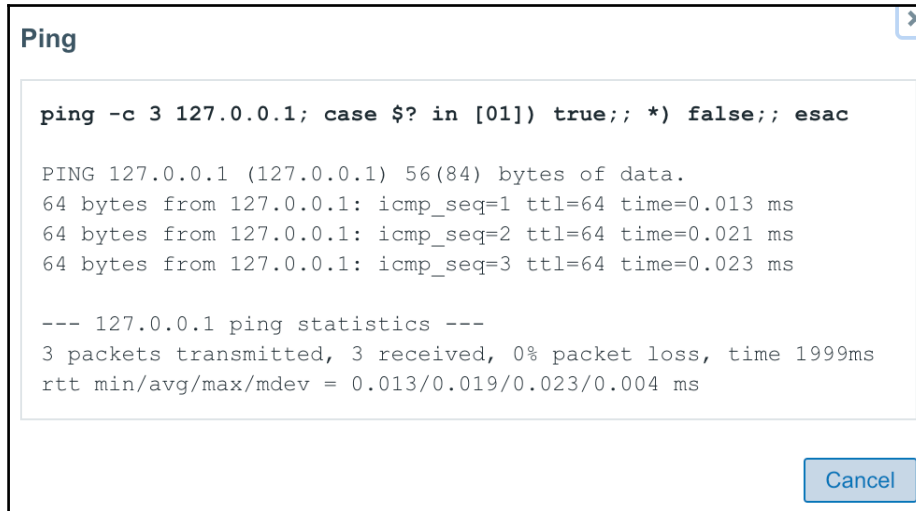 Ping
ping -c 3 127.0.0.1; case $? in [01]) true;; *) false;; esac
PING 127.0.0.1 (127.0.0.1) 56(84) bytes of data.
64 bytes from 127.0.0.1: icmp_seq=1 ttl=64 time=0.013 ms
64 bytes from 127.0.0.1: icmp_seq=2 ttl=64 time=0.021 ms
64 bytes from 127.0.0.1: icmp_seq=3 ttl=64 time=0.023 ms
--- 127.0.0.1 ping statistics ---
3 packets transmitted, 3 received, 0% packet loss, time 1999ms
rtt min/avg/max/mdev = 0.013/0.019/0.023/0.004 ms
Cancel